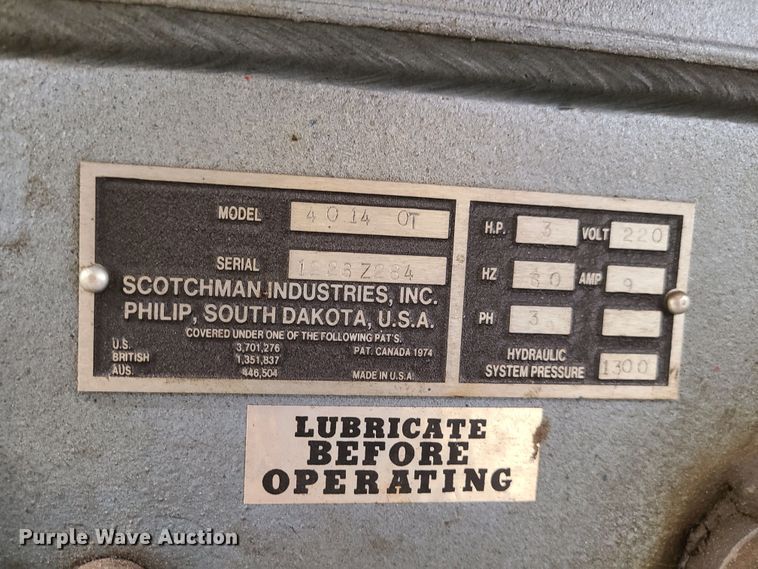 MODEL 4014 OT
SERIAL
SCOTCHMAN INDUSTRIES, INC.
PHILIP, SOUTH DAKOTA, U.S.A.
COVERED UNDER ONE OF THE FOLLOWING PAT'S.
U.S. 3,701,276 PAT. CANADA 1974
BRITISH 1,351,837
AUS. 446,504 MADE IN U.S.A.
H.P. 3 VOLT 220
HZ 60 AMP 9
PH 3
HYDRAULIC
SYSTEM PRESSURE 1300
LUBRICATE
BEFORE
OPERATING
Purple Wave Auction